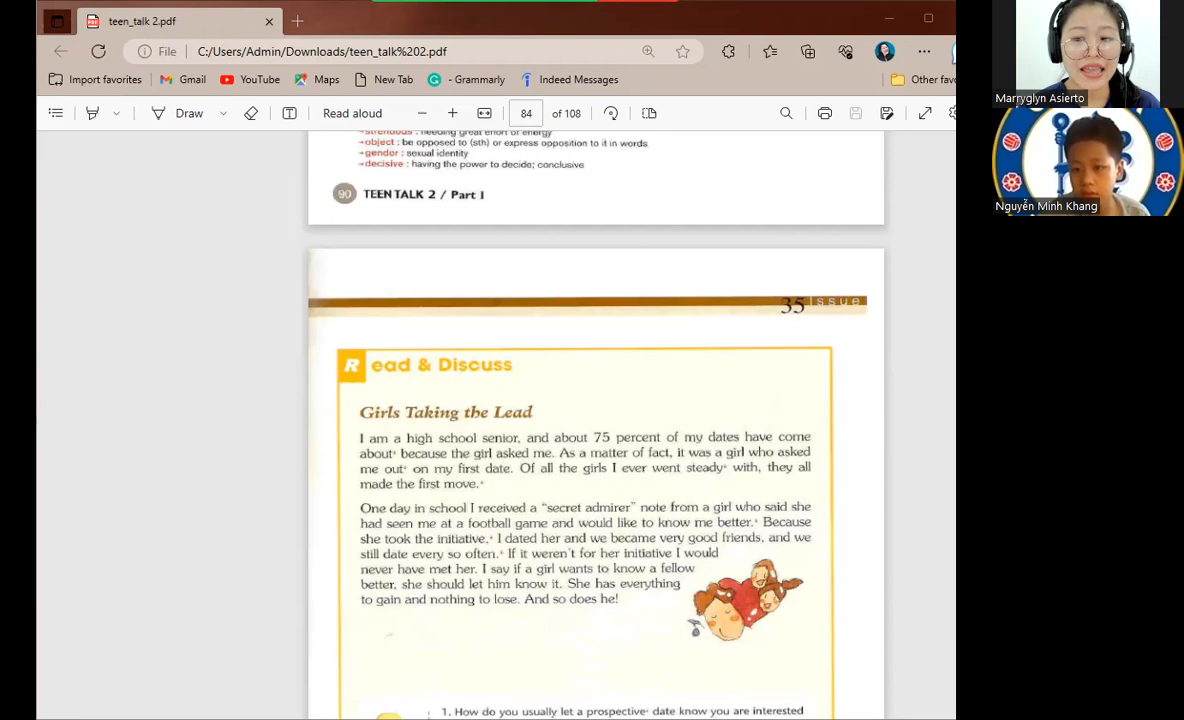 teen_talk 2.pdf
File C:/Users/Admin/Downloads/teen_talk%202.pdf
Import favorites Gmail YouTube Maps New Tab - Grammarly Indeed Messages Other fav
Draw Read aloud 84 of 108
strenuous : needing great effort or energy
object : be opposed to (sth) or express opposition to it in words
gender : sexual identity
decisive : having the power to decide; conclusive
90 TEEN TALK 2 / Part 1
35 Issue
Read & Discuss
Girls Taking the Lead
I am a high school senior, and about 75 percent of my dates have come
about because the girl asked me. As a matter of fact, it was a girl who asked
me out on my first date. Of all the girls I ever went steady with, they all
made the first move.
One day in school I received a "secret admirer" note from a girl who said she
had seen me at a football game and would like to know me better. Because
she took the initiative, I dated her and we became very good friends, and we
still date every so often. If it weren't for her initiative I would
never have met her. I say if a girl wants to know a fellow
better, she should let him know it. She has everything
to gain and nothing to lose. And so does he!
1. How do you usually let a prospective date know you are interested
Marryglyn Asierto
Nguyễn Minh Khang